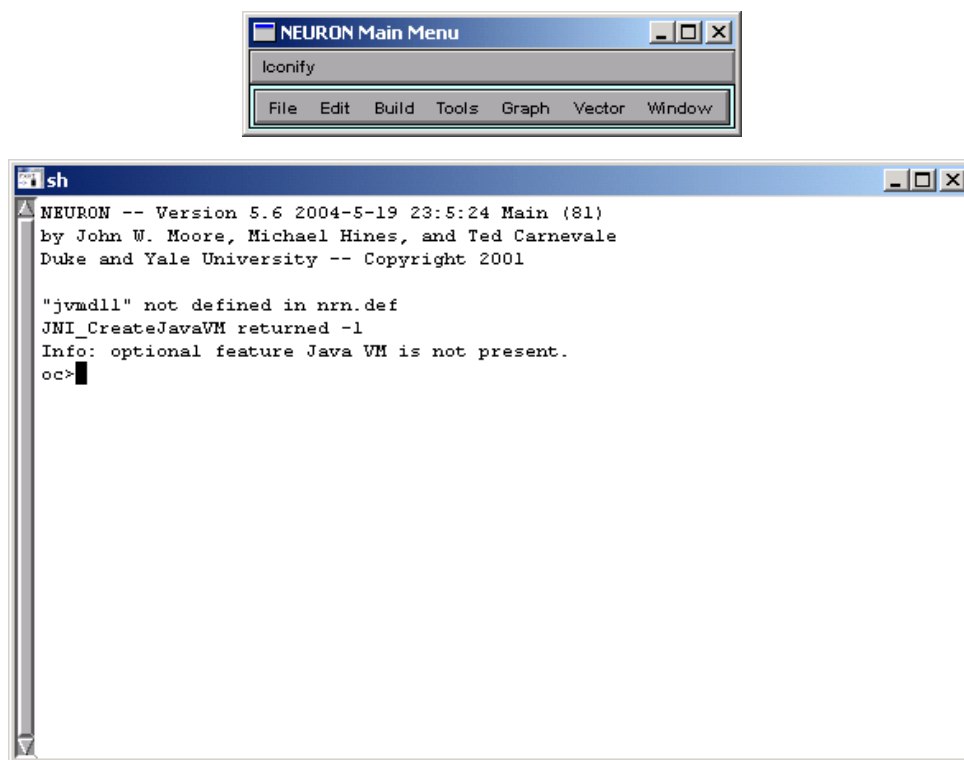 NEURON Main Menu
Iconify
File Edit Build Tools Graph Vector Window
sh
NEURON -- Version 5.6 2004-5-19 23:5:24 Main (81)
by John W. Moore, Michael Hines, and Ted Carnevale
Duke and Yale University -- Copyright 2001
"jvmdll" not defined in nrn.def
JNI_CreateJavaVM returned -1
Info: optional feature Java VM is not present.
oc>